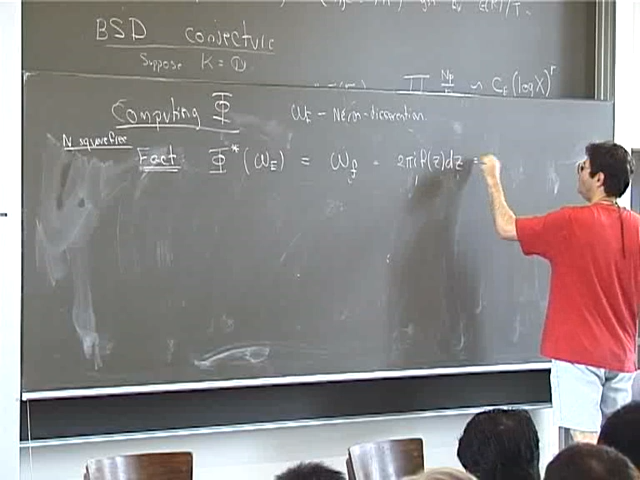 BSD conjecture
Suppose K = ℚ
∏ Np/p ~ C_E (log X)^r
Computing Φ
ω_E - Néron-differential
N squarefree
Fact: Φ*(ω_E) = ω_f = 2πi f(z)dz =